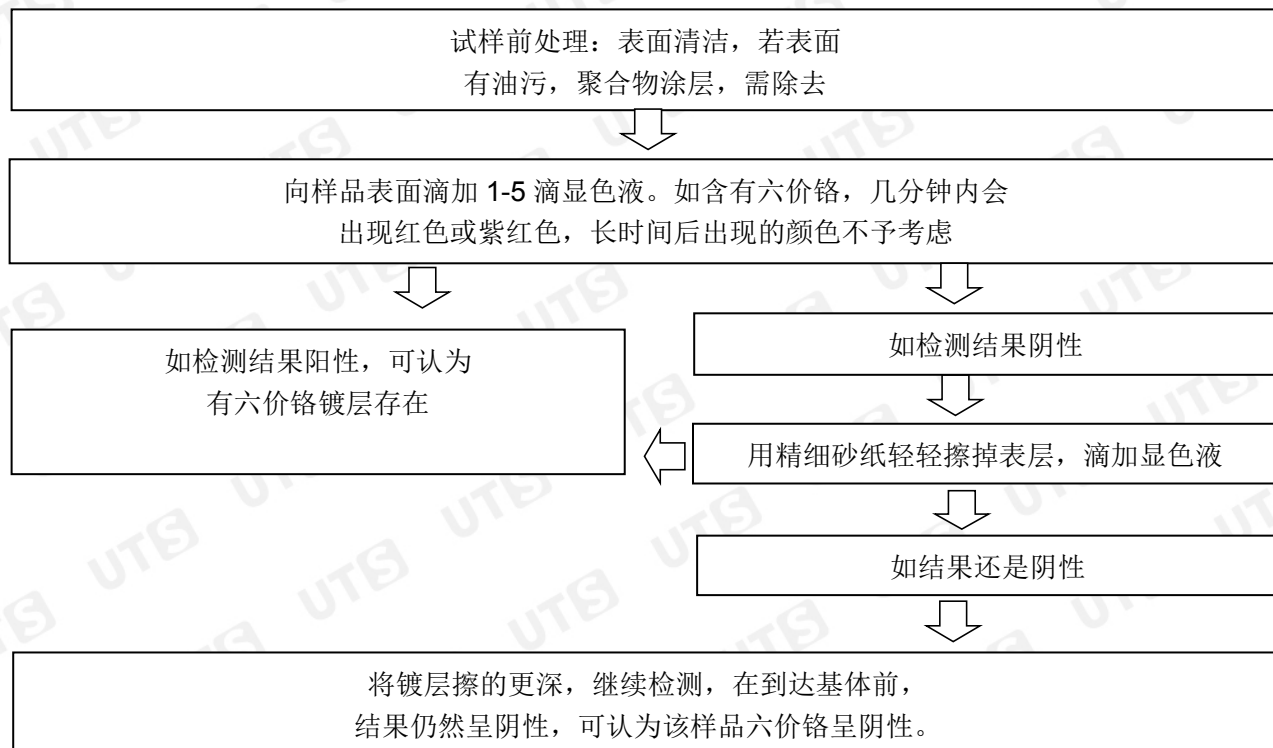 试样前处理：表面清洁，若表面
有油污，聚合物涂层，需除去
向样品表面滴加 1-5 滴显色液。如含有六价铬，几分钟内会
出现红色或紫红色，长时间后出现的颜色不予考虑
如检测结果阳性，可认为
有六价铬镀层存在
如检测结果阴性
用精细砂纸轻轻擦掉表层，滴加显色液
如结果还是阴性
将镀层擦的更深，继续检测，在到达基体前，
结果仍然呈阴性，可认为该样品六价铬呈阴性。
UTS